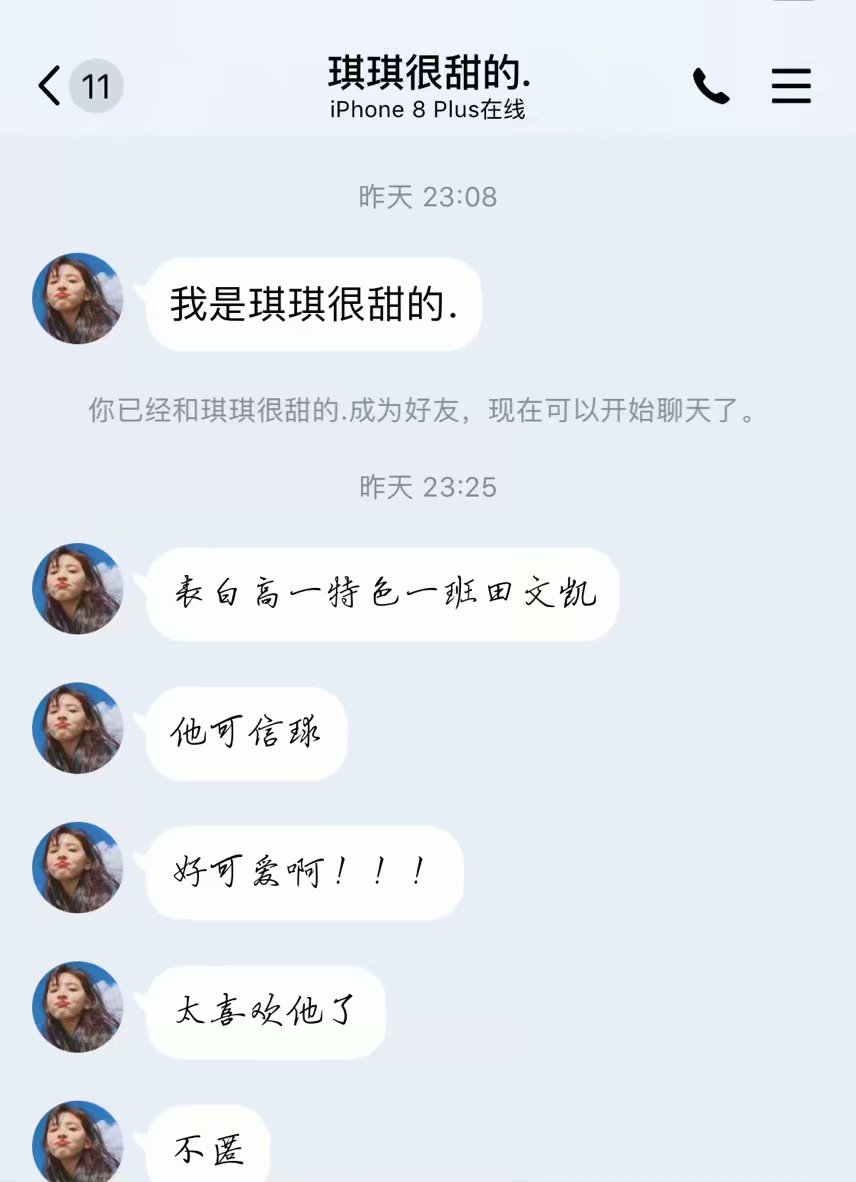 11
琪琪很甜的.
iPhone 8 Plus在线
昨天 23:08
我是琪琪很甜的.
你已经和琪琪很甜的.成为好友，现在可以开始聊天了。
昨天 23:25
表白高一特色一班田文凯
他可信球
好可爱啊！！！
太喜欢他了
不匿